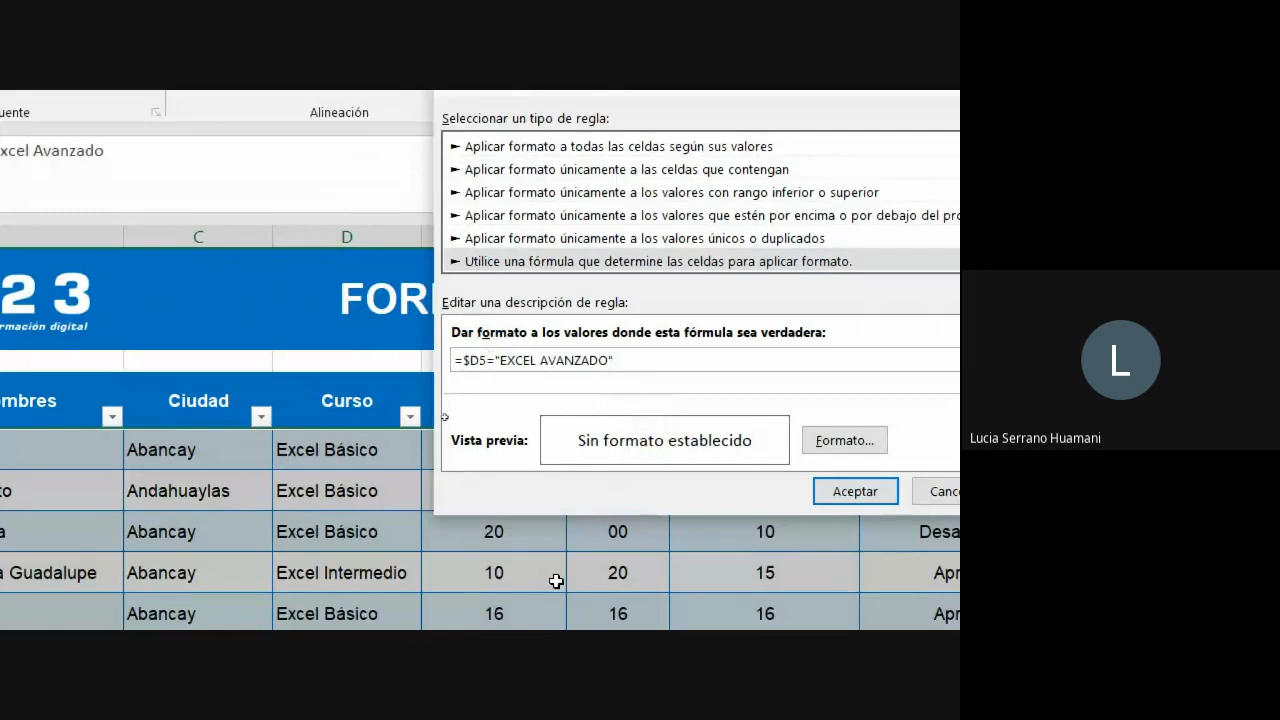 uente
Alineación
xcel Avanzado
C
D
2 3
rmación digital
FOR
mbres
Ciudad
Curso
Abancay
Excel Básico
to
Andahuaylas
Excel Básico
a
Abancay
Excel Básico
20
00
10
Desa
a Guadalupe
Abancay
Excel Intermedio
10
20
15
Apr
Abancay
Excel Básico
16
16
16
Apr
Seleccionar un tipo de regla:
► Aplicar formato a todas las celdas según sus valores
► Aplicar formato únicamente a las celdas que contengan
► Aplicar formato únicamente a los valores con rango inferior o superior
► Aplicar formato únicamente a los valores que estén por encima o por debajo del pro
► Aplicar formato únicamente a los valores únicos o duplicados
► Utilice una fórmula que determine las celdas para aplicar formato.
Editar una descripción de regla:
Dar formato a los valores donde esta fórmula sea verdadera:
=$D5="EXCEL AVANZADO"
Vista previa:
Sin formato establecido
Formato...
Aceptar
Cance
L
Lucia Serrano Huamani